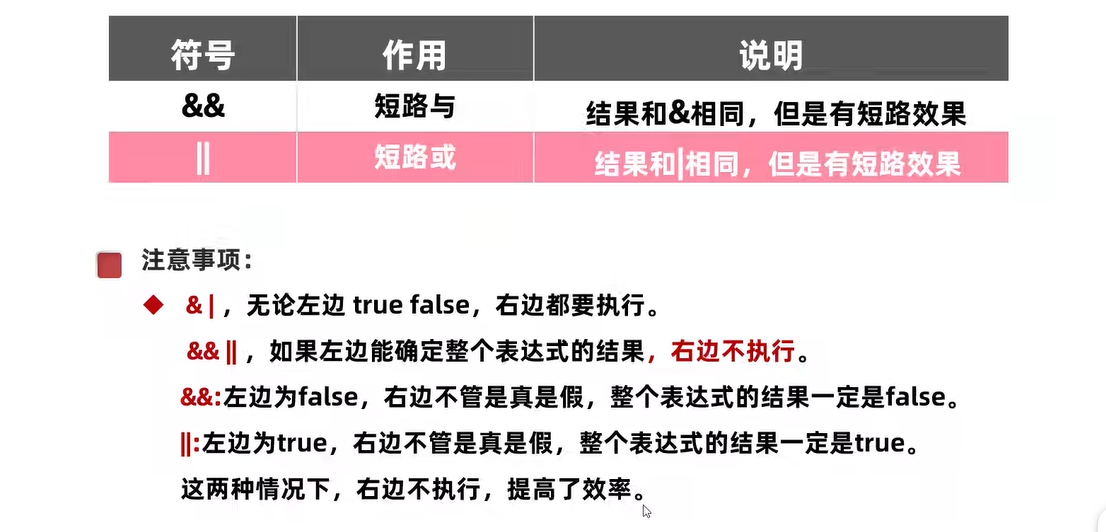 符号 作用 说明
&& 短路与 结果和&相同，但是有短路效果
|| 短路或 结果和|相同，但是有短路效果
注意事项：
& | ，无论左边 true false，右边都要执行。
&& || ，如果左边能确定整个表达式的结果，右边不执行。
&&:左边为false，右边不管是真是假，整个表达式的结果一定是false。
||:左边为true，右边不管是真是假，整个表达式的结果一定是true。
这两种情况下，右边不执行，提高了效率。